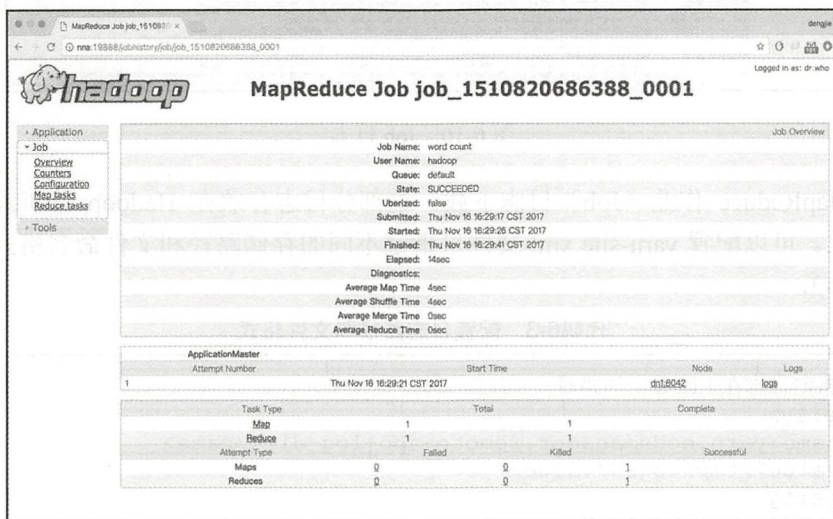 MapReduce Job job_1510820
dengjie
nna:19888/jobhistory/job/job_1510820686388_0001
Logged in as: dr.who
hadoop
MapReduce Job job_1510820686388_0001
Application
Job
Overview
Counters
Configuration
Map tasks
Reduce tasks
Tools
Job Overview
Job Name: word count
User Name: hadoop
Queue: default
State: SUCCEEDED
Uberized: false
Submitted: Thu Nov 16 16:29:17 CST 2017
Started: Thu Nov 16 16:29:26 CST 2017
Finished: Thu Nov 16 16:29:41 CST 2017
Elapsed: 14sec
Diagnostics:
Average Map Time 4sec
Average Shuffle Time 4sec
Average Merge Time 0sec
Average Reduce Time 0sec
ApplicationMaster
Attempt Number Start Time Node Logs
1 Thu Nov 16 16:29:21 CST 2017 dn1:8042 logs
Task Type Total Complete
Map 1 1
Reduce 1 1
Attempt Type Failed Killed Successful
Maps 0 0 1
Reduces 0 0 1